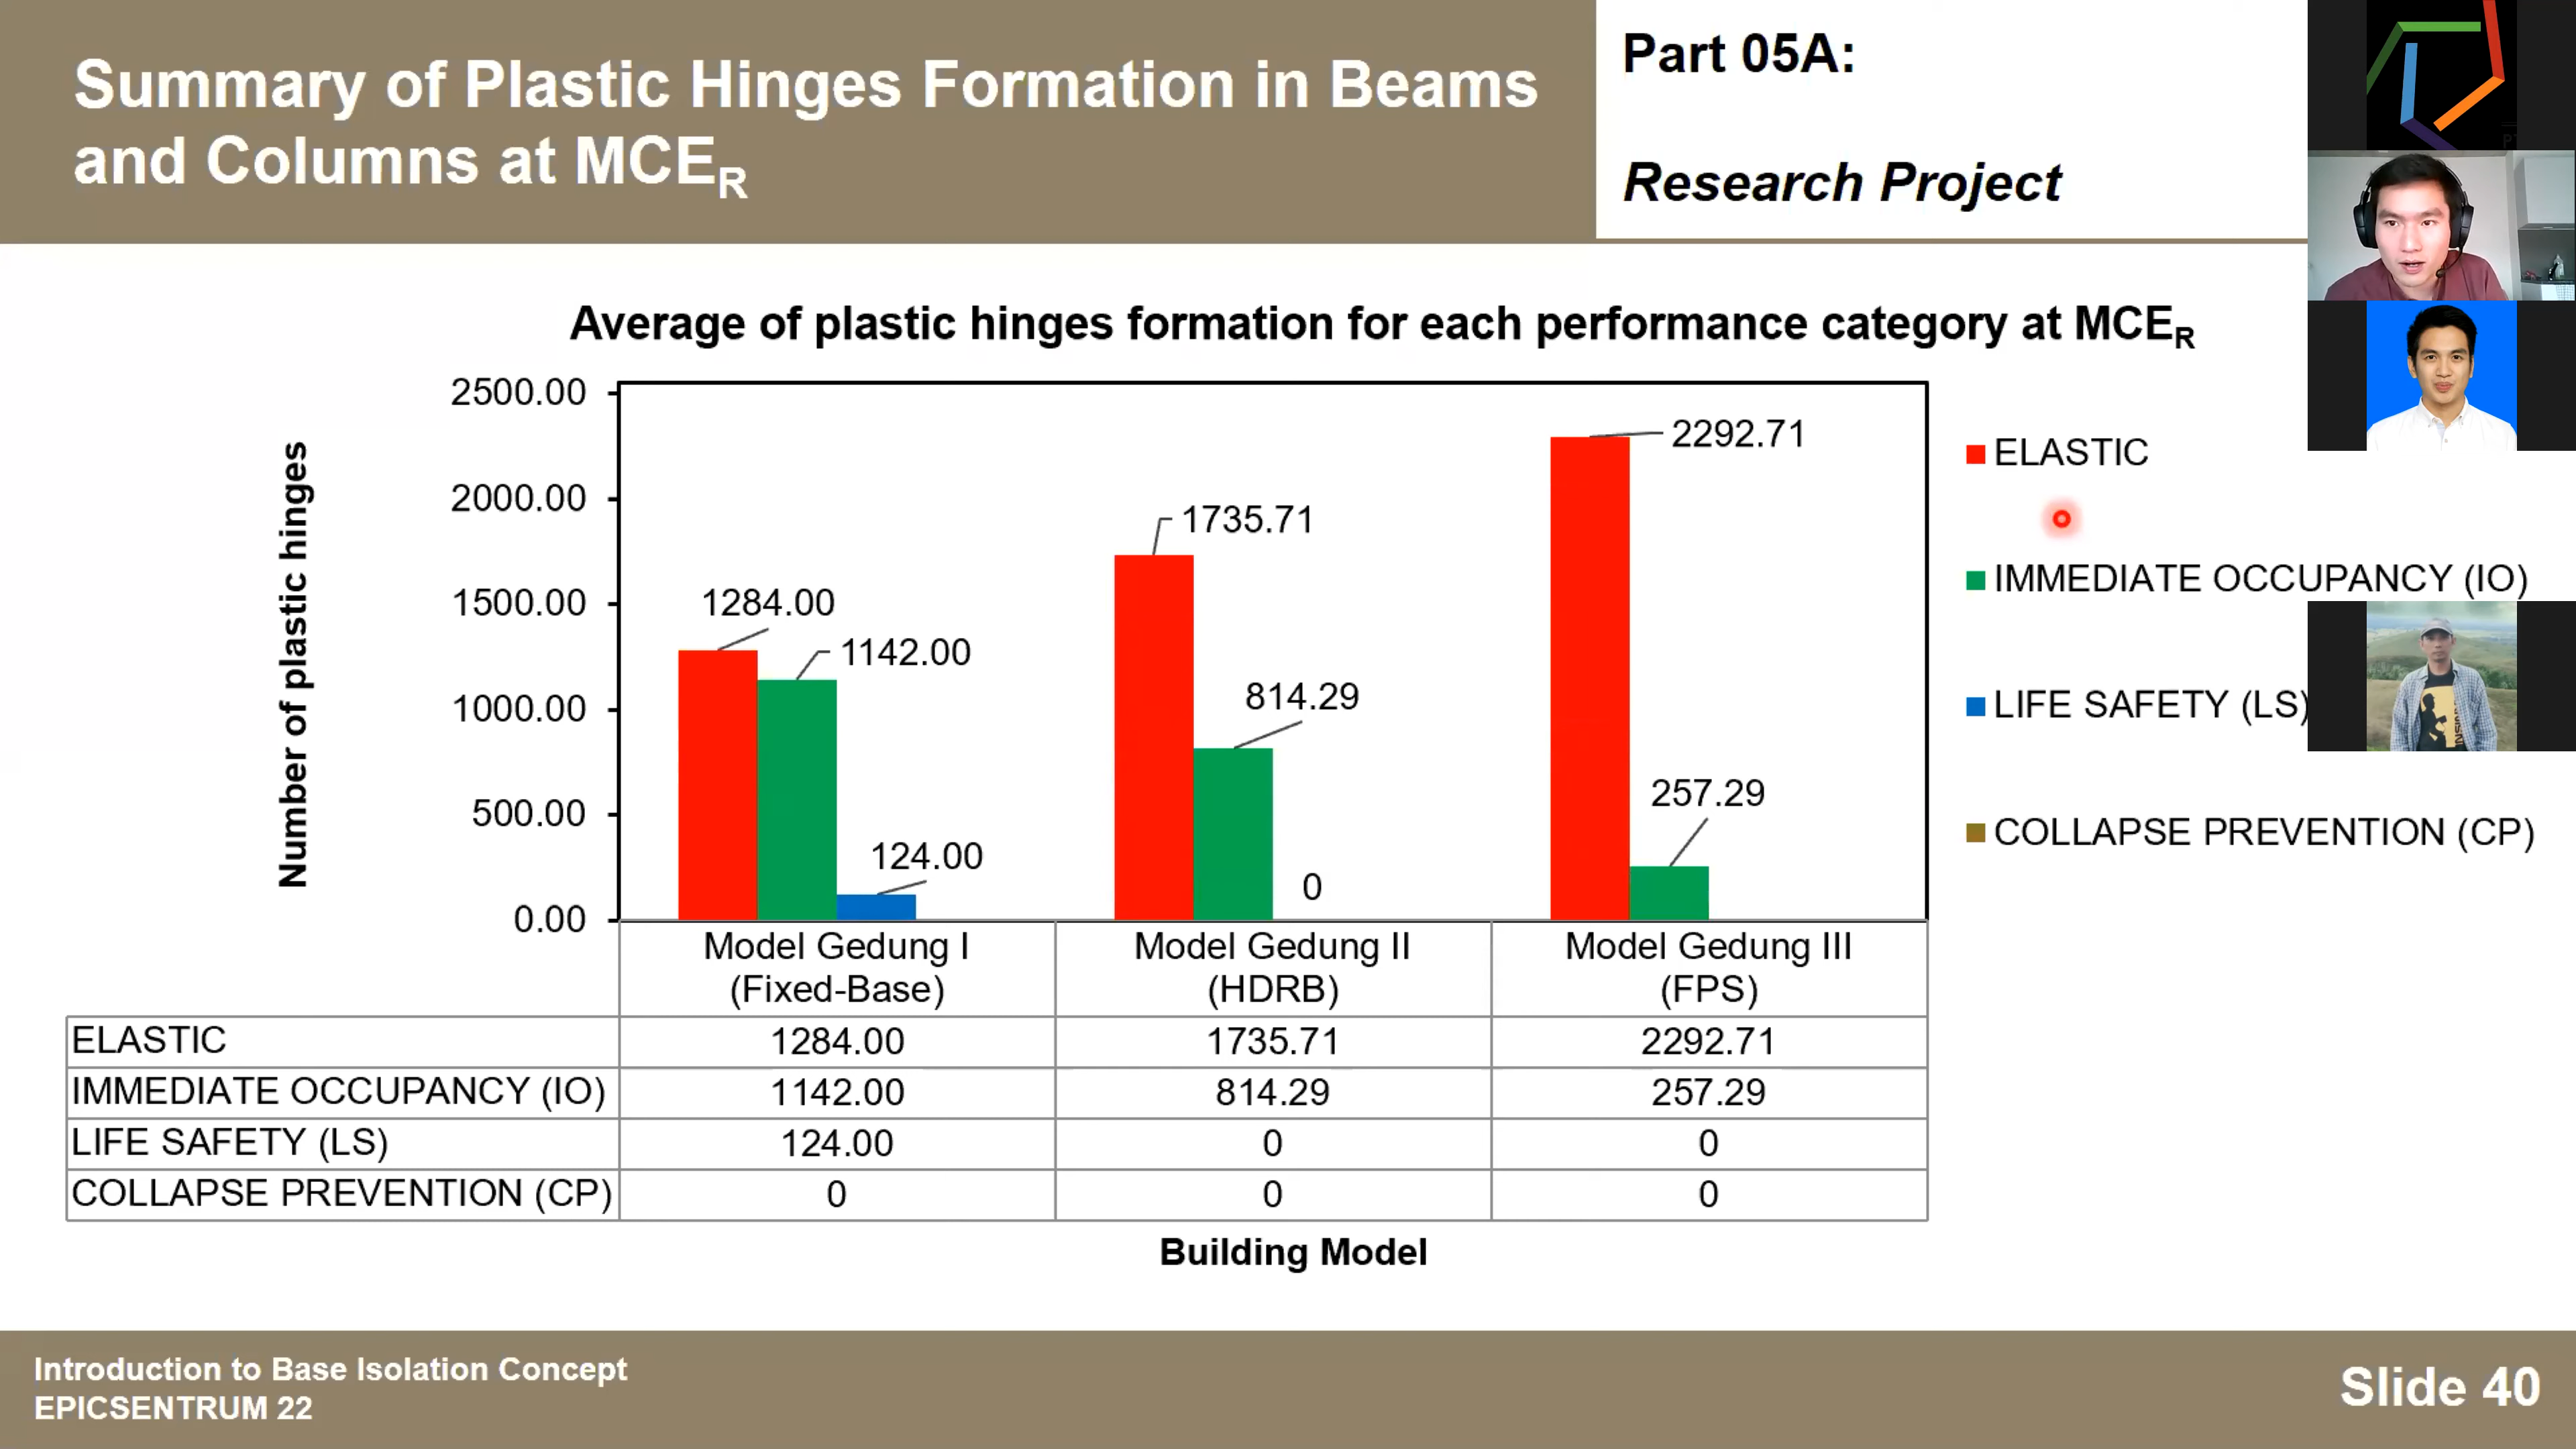 Summary of Plastic Hinges Formation in Beams
and Columns at MCER
Part 05A:
Research Project
Average of plastic hinges formation for each performance category at MCER
Number of plastic hinges
2500.00
2000.00
1500.00
1000.00
500.00
0.00
1284.00
1142.00
124.00
1735.71
814.29
0
2292.71
257.29
ELASTIC
IMMEDIATE OCCUPANCY (IO)
LIFE SAFETY (LS)
COLLAPSE PREVENTION (CP)
Model Gedung I
(Fixed-Base)
Model Gedung II
(HDRB)
Model Gedung III
(FPS)
ELASTIC 1284.00 1735.71 2292.71
IMMEDIATE OCCUPANCY (IO) 1142.00 814.29 257.29
LIFE SAFETY (LS) 124.00 0 0
COLLAPSE PREVENTION (CP) 0 0 0
Building Model
Introduction to Base Isolation Concept
EPICSENTRUM 22
Slide 40